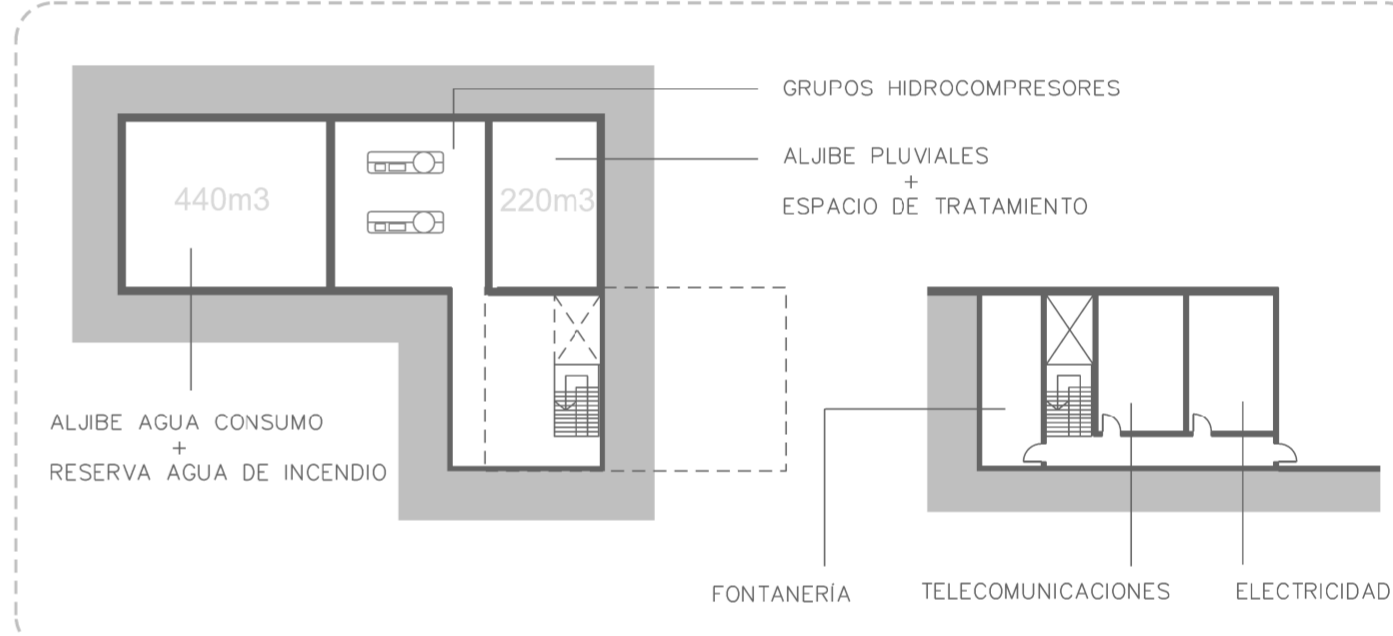 GRUPOS HIDROCOMPRESORES
ALJIBE PLUVIALES
+
ESPACIO DE TRATAMIENTO
440m3
220m3
ALJIBE AGUA CONSUMO
+
RESERVA AGUA DE INCENDIO
FONTANERÍA
TELECOMUNICACIONES
ELECTRICIDAD